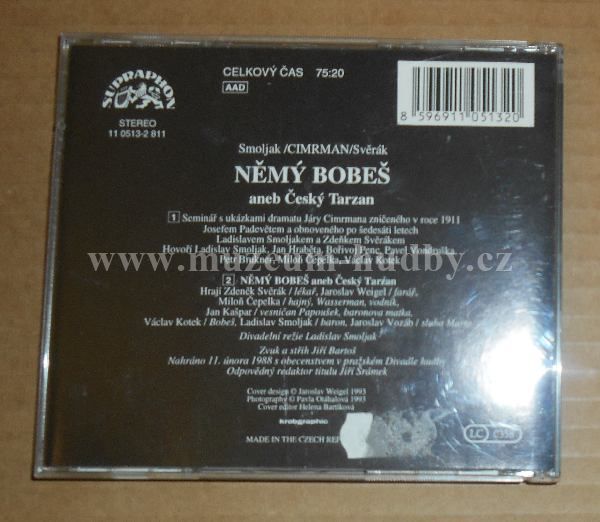 SUPRAPHON
STEREO
11 0513-2 811
CELKOVÝ ČAS 75:20
AAD
8 596911 051320
Smoljak /CIMRMAN/Svěrák
NĚMÝ BOBEŠ
aneb Český Tarzan
1 Seminář s ukázkami dramatu Járy Cimrmana zničeného v roce 1911
Josefem Padevětem a obnoveného po šedesáti letech
Ladislavem Smoljakem a Zdeňkem Svěrákem
Hovoří Ladislav Smoljak, Jan Hraběta, Bořivoj Penc, Pavel Vondruška,
Petr Brukner, Miloň Čepelka, Václav Kotek
www.muzeum-hudby.cz
2 NĚMÝ BOBEŠ aneb Český Tarzan
Hrají Zdeněk Svěrák / lékař, Jaroslav Weigel / farář,
Miloň Čepelka / hajný, Wasserman, vodník,
Jan Kašpar / vesničan Papoušek, baronova matka,
Václav Kotek / Bobeš, Ladislav Smoljak / baron, Jaroslav Vozáb / sluha Martin
Divadelní režie Ladislav Smoljak
Zvuk a střih Jiří Bartoš
Nahráno 11. února 1988 s obecenstvem v pražském Divadle hudby
Odpovědný redaktor titulu Jiří Šrámek
Cover design © Jaroslav Weigel 1993
Photography © Pavla Otáhalová 1993
Cover editor Helena Bartíková
krobgraphic
MADE IN THE CZECH REP
LC